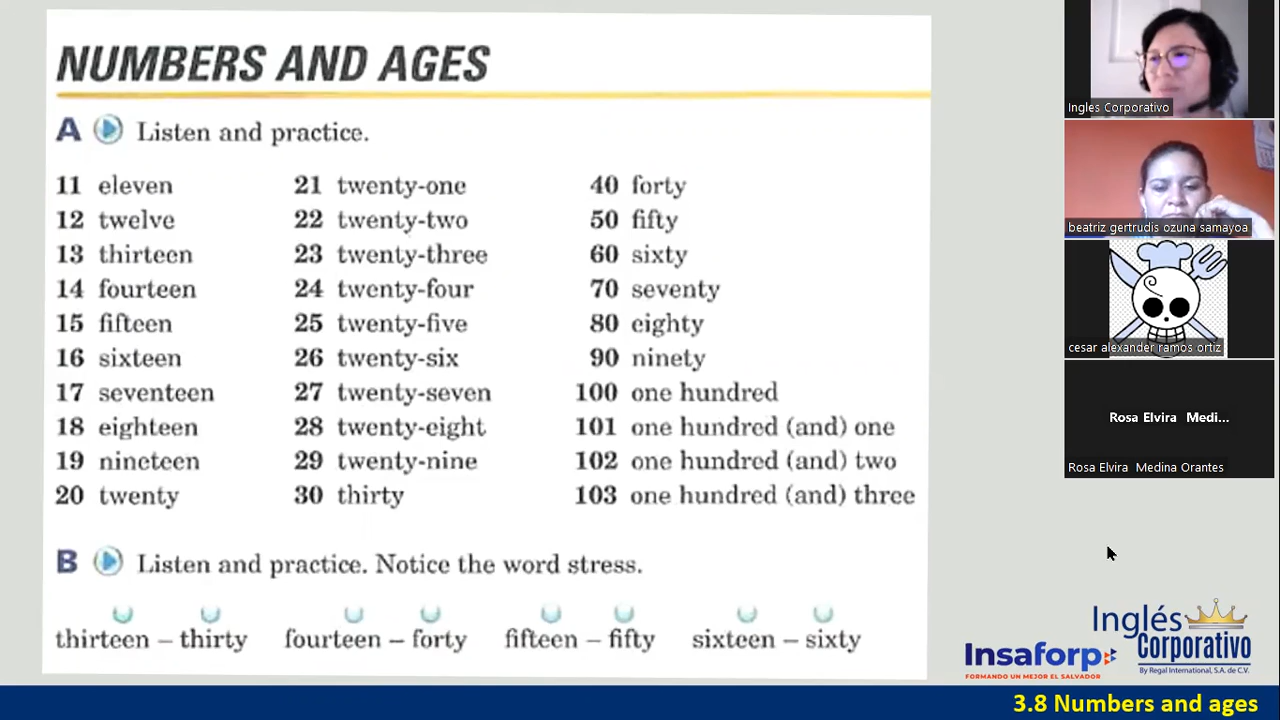 NUMBERS AND AGES
A Listen and practice.
11 eleven 21 twenty-one 40 forty
12 twelve 22 twenty-two 50 fifty
13 thirteen 23 twenty-three 60 sixty
14 fourteen 24 twenty-four 70 seventy
15 fifteen 25 twenty-five 80 eighty
16 sixteen 26 twenty-six 90 ninety
17 seventeen 27 twenty-seven 100 one hundred
18 eighteen 28 twenty-eight 101 one hundred (and) one
19 nineteen 29 twenty-nine 102 one hundred (and) two
20 twenty 30 thirty 103 one hundred (and) three
B Listen and practice. Notice the word stress.
thirteen – thirty fourteen – forty fifteen – fifty sixteen – sixty
Ingles Corporativo
beatriz gertrudis ozuna samayoa
cesar alexander ramos ortiz
Rosa Elvira Medi...
Rosa Elvira Medina Orantes
Insaforp
FORMANDO UN MEJOR EL SALVADOR
Inglés
Corporativo
By Regal International, S.A. de C.V.
3.8 Numbers and ages